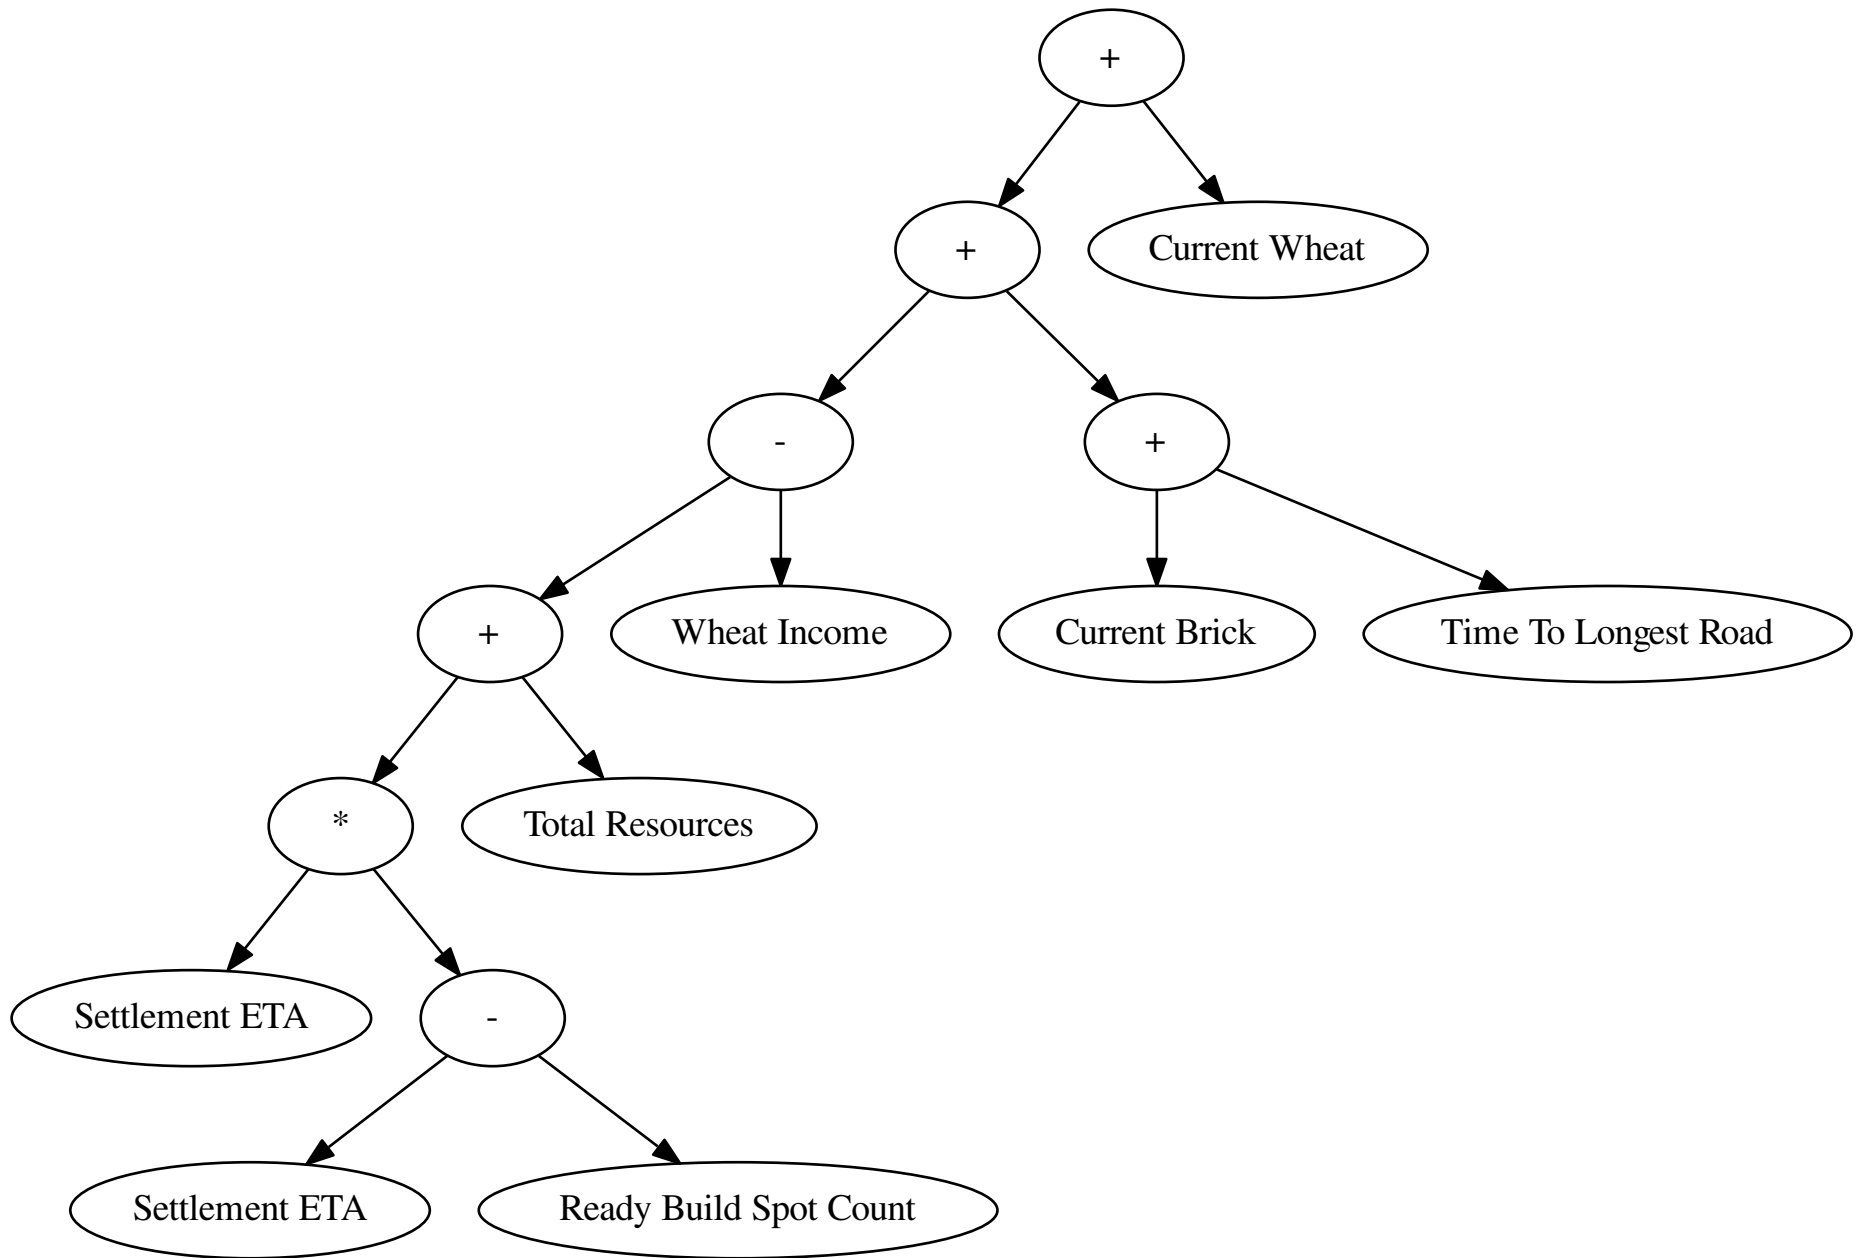 +
+
Current Wheat
-
+
+
Wheat Income
Current Brick
Time To Longest Road
*
Total Resources
Settlement ETA
-
Settlement ETA
Ready Build Spot Count